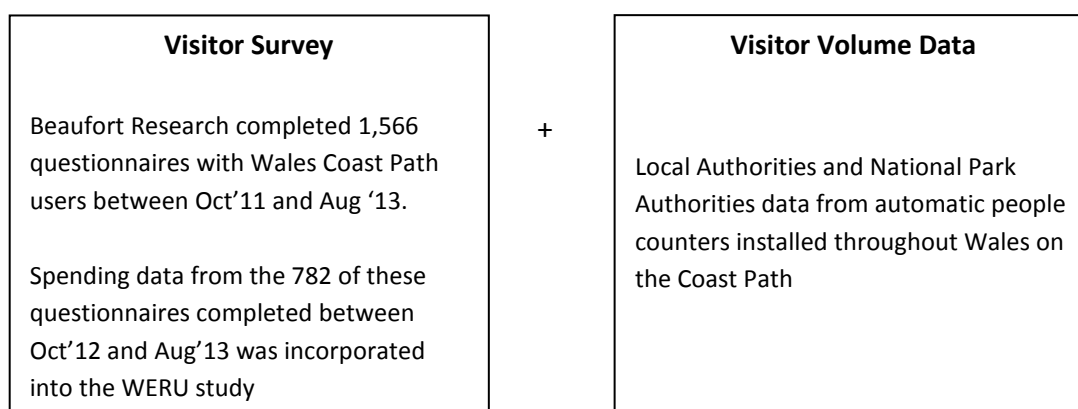 Visitor Survey
Beaufort Research completed 1,566
questionnaires with Wales Coast Path
users between Oct’11 and Aug ‘13.
Spending data from the 782 of these
questionnaires completed between
Oct’12 and Aug’13 was incorporated
into the WERU study
+
Visitor Volume Data
Local Authorities and National Park
Authorities data from automatic people
counters installed throughout Wales on
the Coast Path